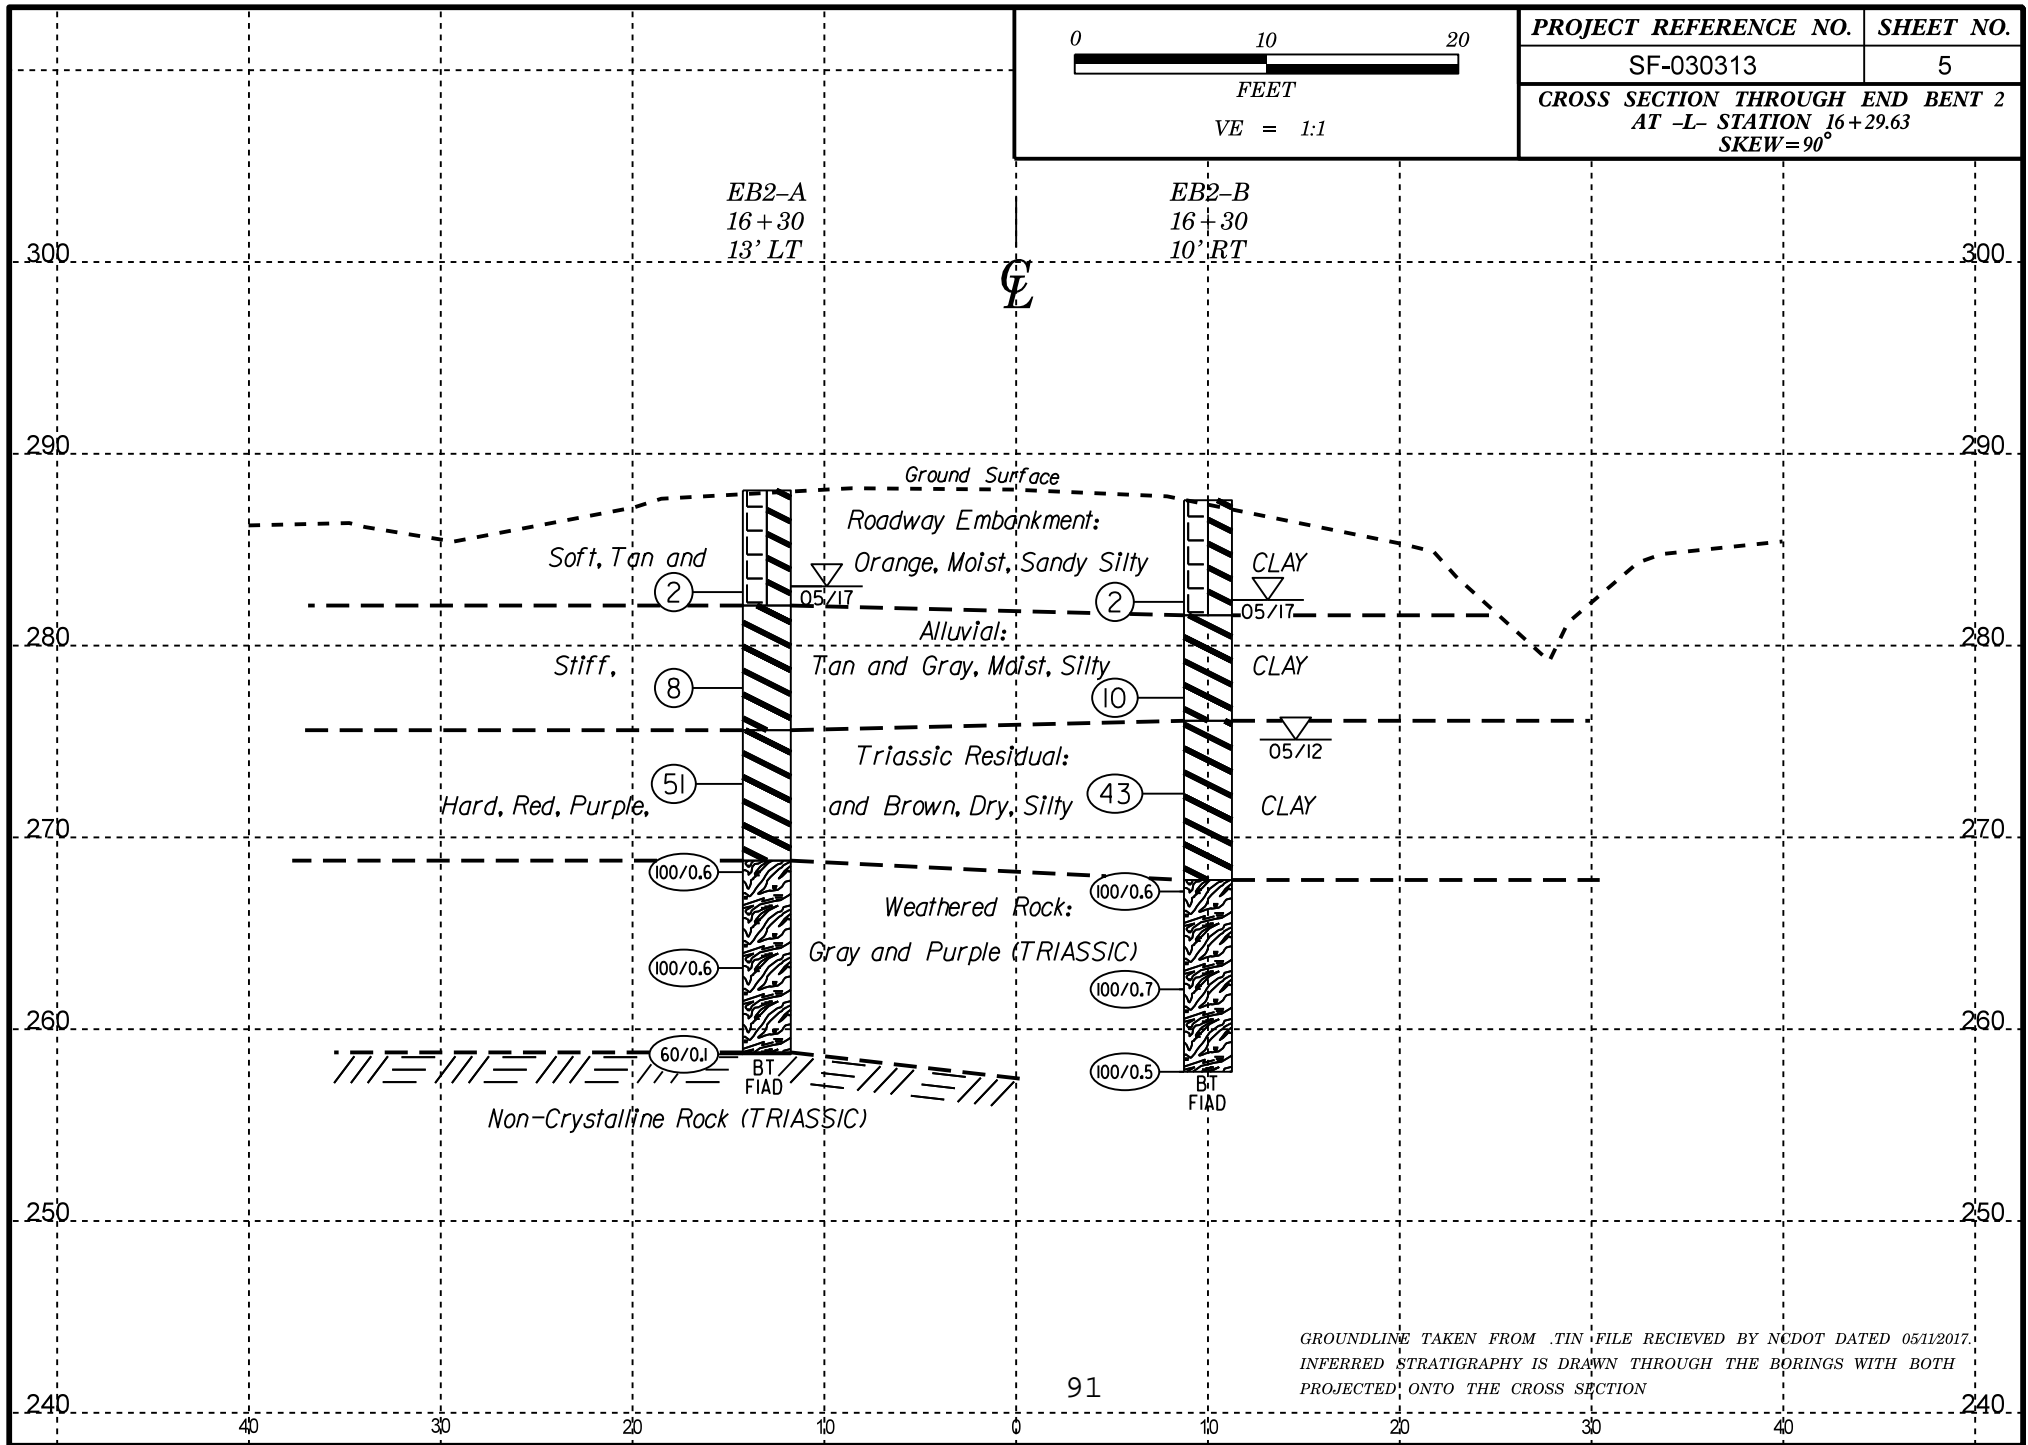 0 10 20
FEET
VE = 1:1
PROJECT REFERENCE NO. SHEET NO.
SF-030313 5
CROSS SECTION THROUGH END BENT 2
AT -L- STATION 16+29.63
SKEW=90°
EB2-A EB2-B
16+30 16+30
13' LT 10' RT
300 300
℄
290 290
Ground Surface
Roadway Embankment:
Soft, Tan and Orange, Moist, Sandy Silty CLAY
2 05/17 2 05/17
Alluvial:
280 280
Stiff, Tan and Gray, Moist, Silty CLAY
8 10
05/12
Triassic Residual:
51 43
Hard, Red, Purple, and Brown, Dry, Silty CLAY
270 270
100/0.6 100/0.6
Weathered Rock:
Gray and Purple (TRIASSIC)
100/0.6 100/0.7
260 260
60/0.1 100/0.5
BT BT
FIAD FIAD
Non-Crystalline Rock (TRIASSIC)
250 250
GROUNDLINE TAKEN FROM .TIN FILE RECIEVED BY NCDOT DATED 05/11/2017.
INFERRED STRATIGRAPHY IS DRAWN THROUGH THE BORINGS WITH BOTH
PROJECTED ONTO THE CROSS SECTION
91
240 240
40 30 20 10 0 10 20 30 40